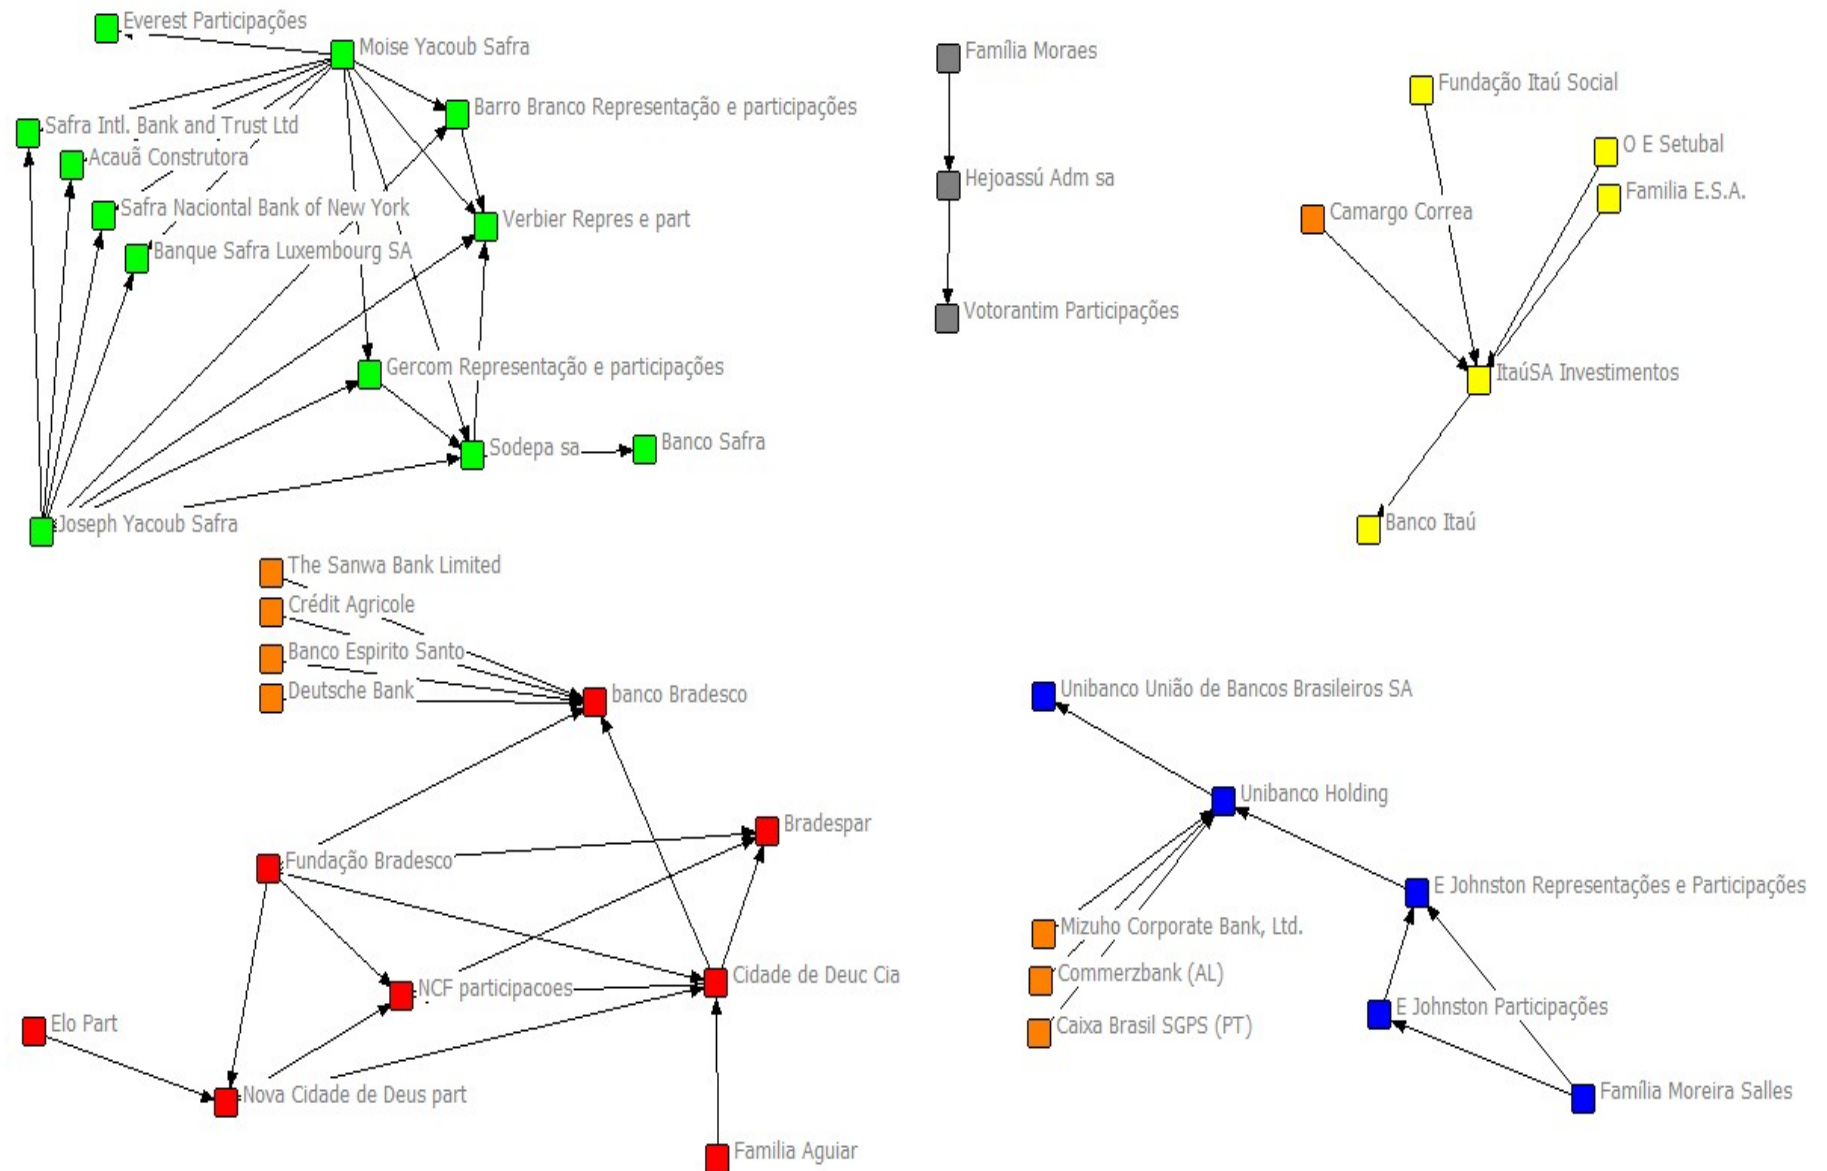 Everest Participações
Moise Yacoub Safra
Barro Branco Representação e participações
Safra Intl. Bank and Trust Ltd
Acauã Construtora
Safra Naciontal Bank of New York
Verbier Repres e part
Banque Safra Luxembourg SA
Gercom Representação e participações
Sodepa sa
Banco Safra
Joseph Yacoub Safra
Família Moraes
Hejoassú Adm sa
Votorantim Participações
Fundação Itaú Social
O E Setubal
Familia E.S.A.
Camargo Correa
ItaúSA Investimentos
Banco Itaú
The Sanwa Bank Limited
Crédit Agricole
Banco Espirito Santo
Deutsche Bank
banco Bradesco
Bradespar
Fundação Bradesco
Cidade de Deuc Cia
NCF participacoes
Elo Part
Nova Cidade de Deus part
Familia Aguiar
Unibanco União de Bancos Brasileiros SA
Unibanco Holding
E Johnston Representações e Participações
Mizuho Corporate Bank, Ltd.
Commerzbank (AL)
Caixa Brasil SGPS (PT)
E Johnston Participações
Família Moreira Salles